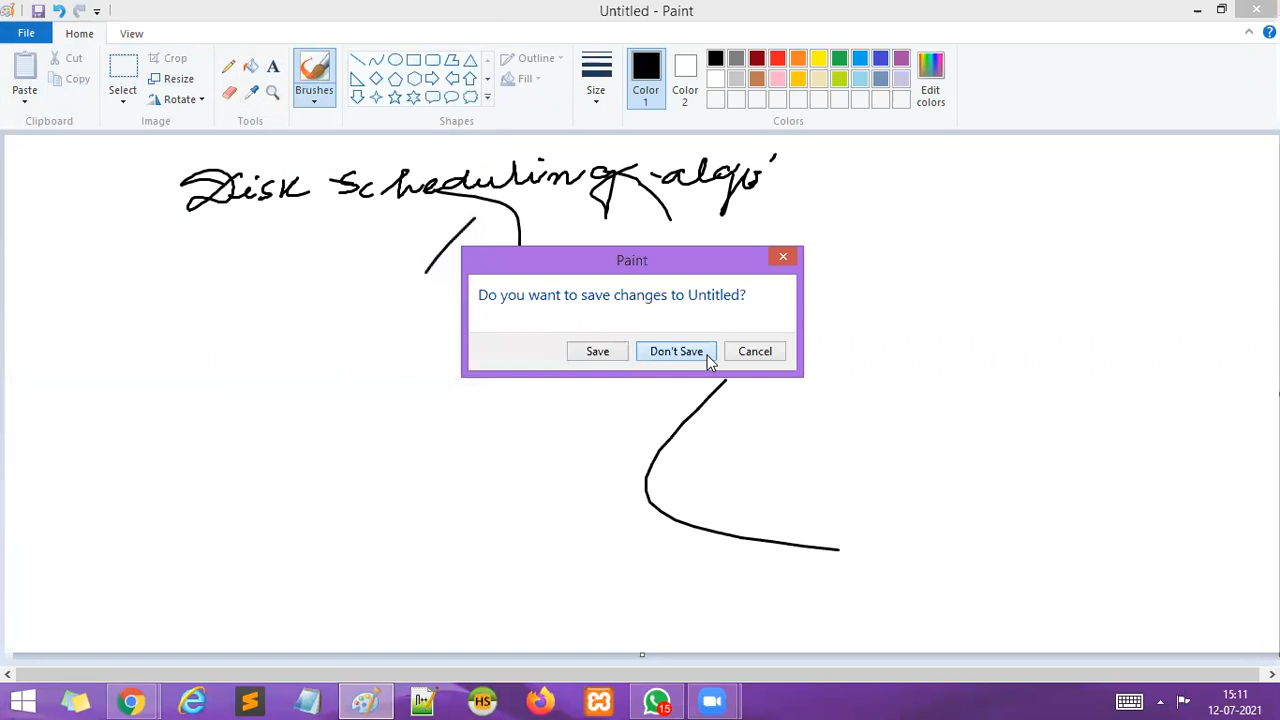 Untitled - Paint
File Home View
Paste Cut Copy Clipboard
Select Crop Resize Rotate Image
Tools
Brushes
Shapes
Outline Fill
Size
Color 1 Color 2
Edit colors
Colors
Disk Scheduling -algo'
Paint
Do you want to save changes to Untitled?
Save Don't Save Cancel
HS 15
15:11
12-07-2021